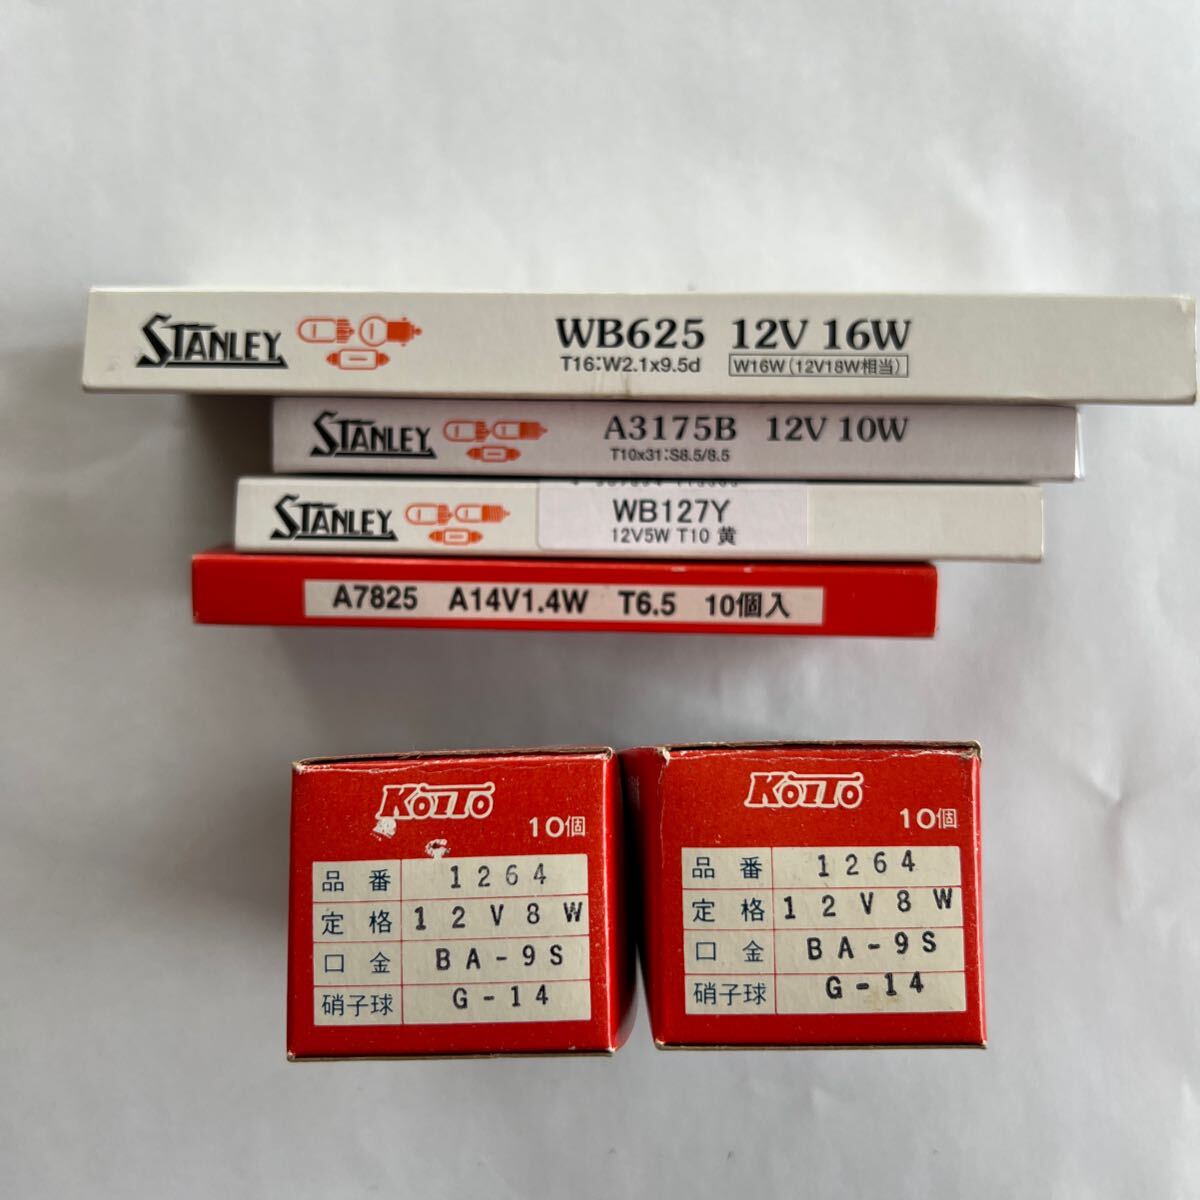 STANLEY WB625 12V 16W
T16:W2.1x9.5d W16W(12V18W相当)
STANLEY A3175B 12V 10W
T10x31:S8.5/8.5
STANLEY WB127Y
12V5W T10 黄
A7825 A14V1.4W T6.5 10個入
KOITO
10個
品番 1264
定格 12V8W
口金 BA-9S
硝子球 G-14
KOITO
10個
品番 1264
定格 12V8W
口金 BA-9S
硝子球 G-14